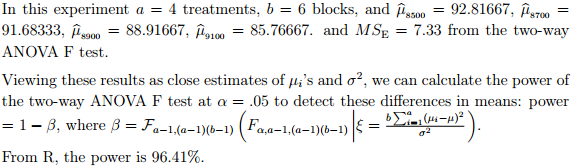 In this experiment a = 4 treatments, b = 6 blocks, and μ̂₈₅₀₀ = 92.81667, μ̂₈₇₀₀ =
91.68333, μ̂₈₉₀₀ = 88.91667, μ̂₉₁₀₀ = 85.76667. and MS_E = 7.33 from the two-way
ANOVA F test.
Viewing these results as close estimates of μ_i's and σ², we can calculate the power of
the two-way ANOVA F test at α = .05 to detect these differences in means: power
= 1 − β, where β = F_{a−1,(a−1)(b−1)} (F_{α,a−1,(a−1)(b−1)} | ξ = b∑_{i=1}^{a}(μ_i−μ)² / σ²).
From R, the power is 96.41%.